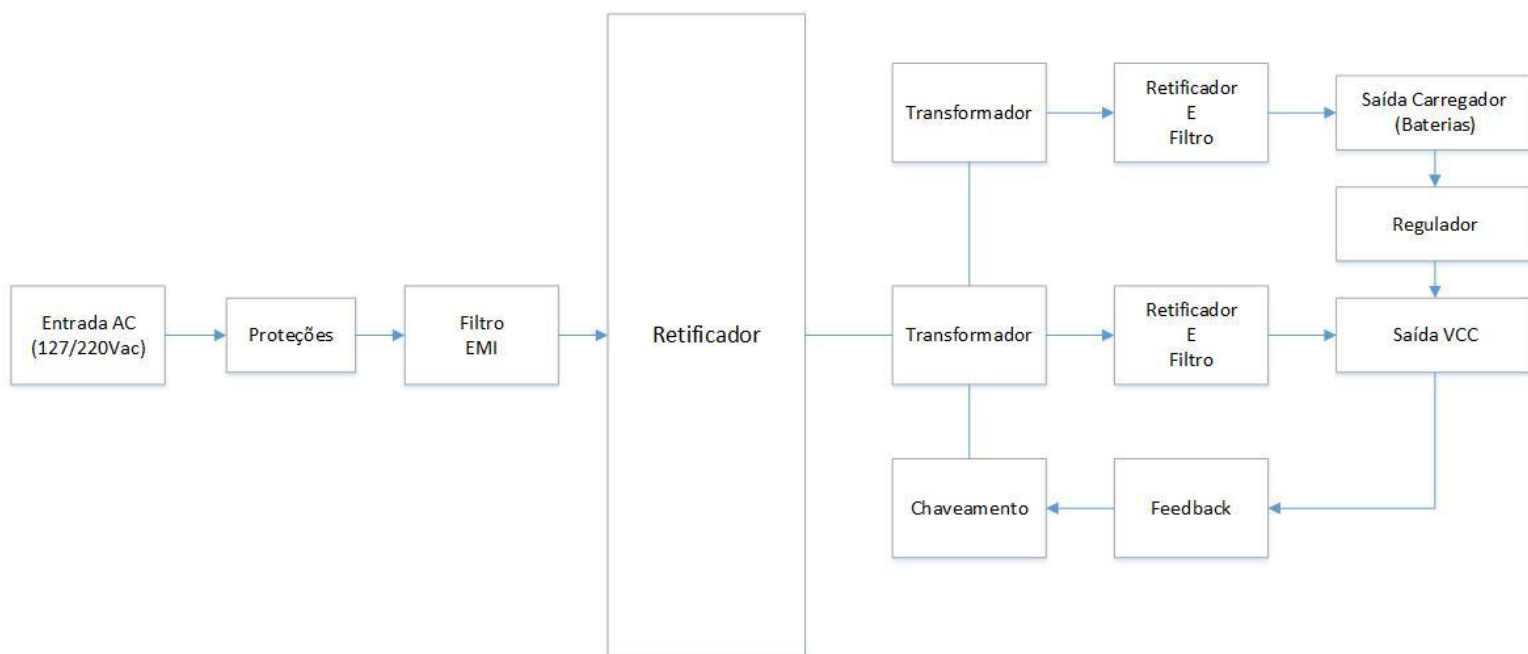 Transformador
Retificador
E
Filtro
Saída Carregador
(Baterias)
Regulador
Entrada AC
(127/220Vac)
Proteções
Filtro
EMI
Retificador
Transformador
Retificador
E
Filtro
Saída VCC
Chaveamento
Feedback